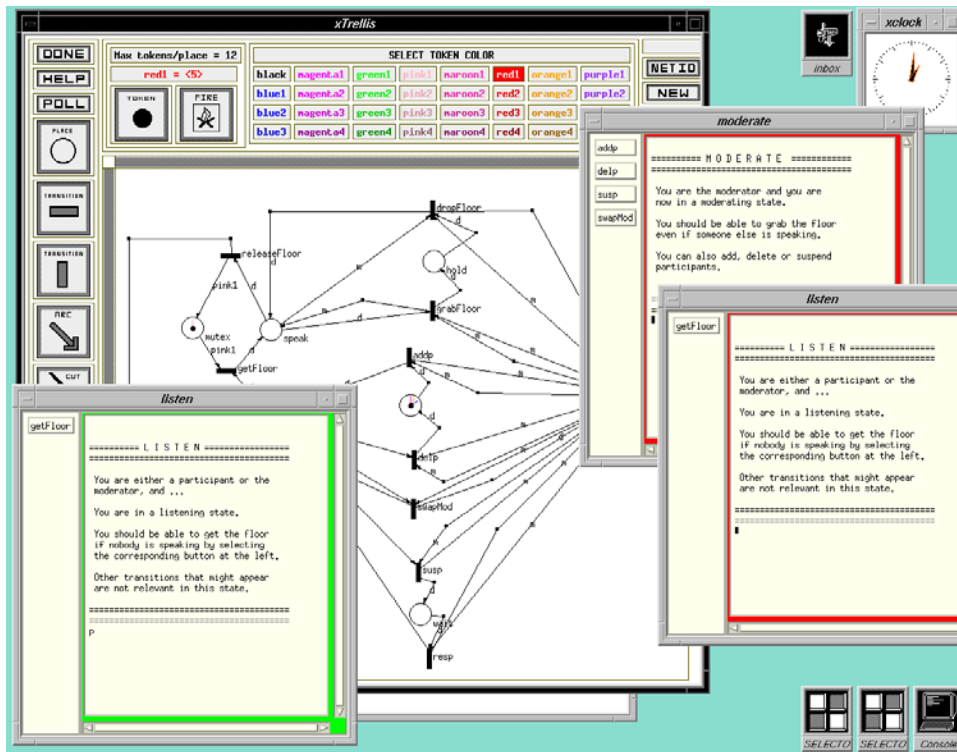 xTrellis
DONE
HELP
POLL
PLACE
TRANSITION
TRANSITION
ARC
CUT
Max tokens/place = 12
red1 = <5>
TOKEN
FIRE
SELECT TOKEN COLOR
black magenta1 green1 pink1 maroon1 red1 orange1 purple1
blue1 magenta2 green2 pink2 maroon2 red2 orange2 purple2
blue2 magenta3 green3 pink3 maroon3 red3 orange3
blue3 magenta4 green4 pink4 maroon4 red4 orange4
NETIO
NEW
inbox
xclock
dropFloor
d
releaseFloor
d
hold
d
pink1
d
m
m
d
grabFloor
mutex
speak
pink1
d
getFloor
m
m
addp
d
m
d
delp
m
m
swapMod
m
m
susp
d
wait
d
resp
moderate
addp
delp
susp
swapMod
========== M O D E R A T E ============
You are the moderator and you are
now in a moderating state.
You should be able to grab the floor
even if someone else is speaking.
You can also add, delete or suspend
participants.
listen
getFloor
========== L I S T E N =================
========================================
You are either a participant or the
moderator, and ...
You are in a listening state.
You should be able to get the floor
if nobody is speaking by selecting
the corresponding button at the left.
Other transitions that might appear
are not relevant in this state.
========================================
========================================
listen
getFloor
========== L I S T E N =================
========================================
You are either a participant or the
moderator, and ...
You are in a listening state.
You should be able to get the floor
if nobody is speaking by selecting
the corresponding button at the left.
Other transitions that might appear
are not relevant in this state.
========================================
========================================
P
SELECTO
SELECTO
Console